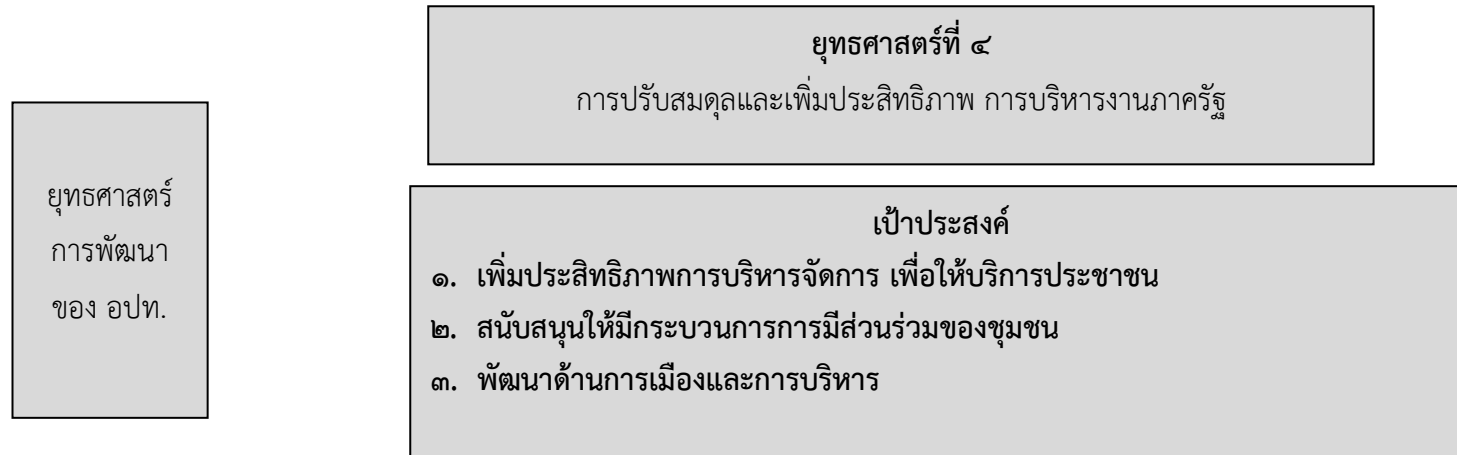 ยุทธศาสตร์ที่ ๔
การปรับสมดุลและเพิ่มประสิทธิภาพ การบริหารงานภาครัฐ
ยุทธศาสตร์
การพัฒนา
ของ อปท.
เป้าประสงค์
๑. เพิ่มประสิทธิภาพการบริหารจัดการ เพื่อให้บริการประชาชน
๒. สนับสนุนให้มีกระบวนการการมีส่วนร่วมของชุมชน
๓. พัฒนาด้านการเมืองและการบริหาร